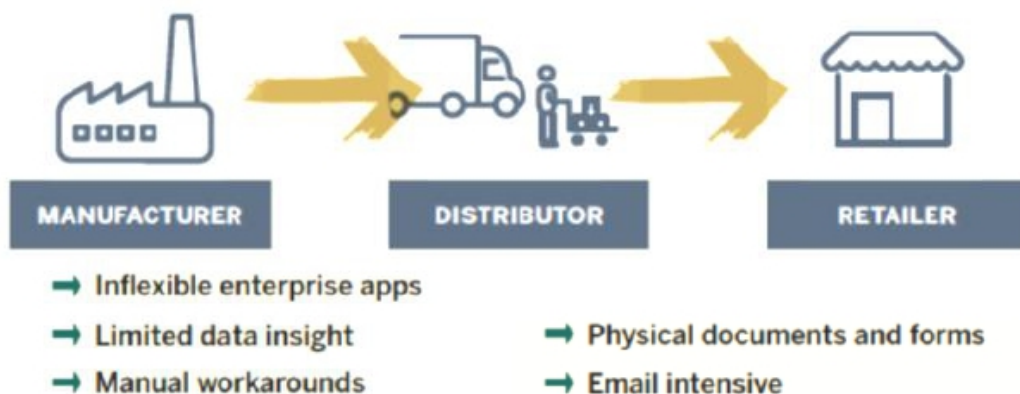 MANUFACTURER
DISTRIBUTOR
RETAILER
Inflexible enterprise apps
Limited data insight
Manual workarounds
Physical documents and forms
Email intensive